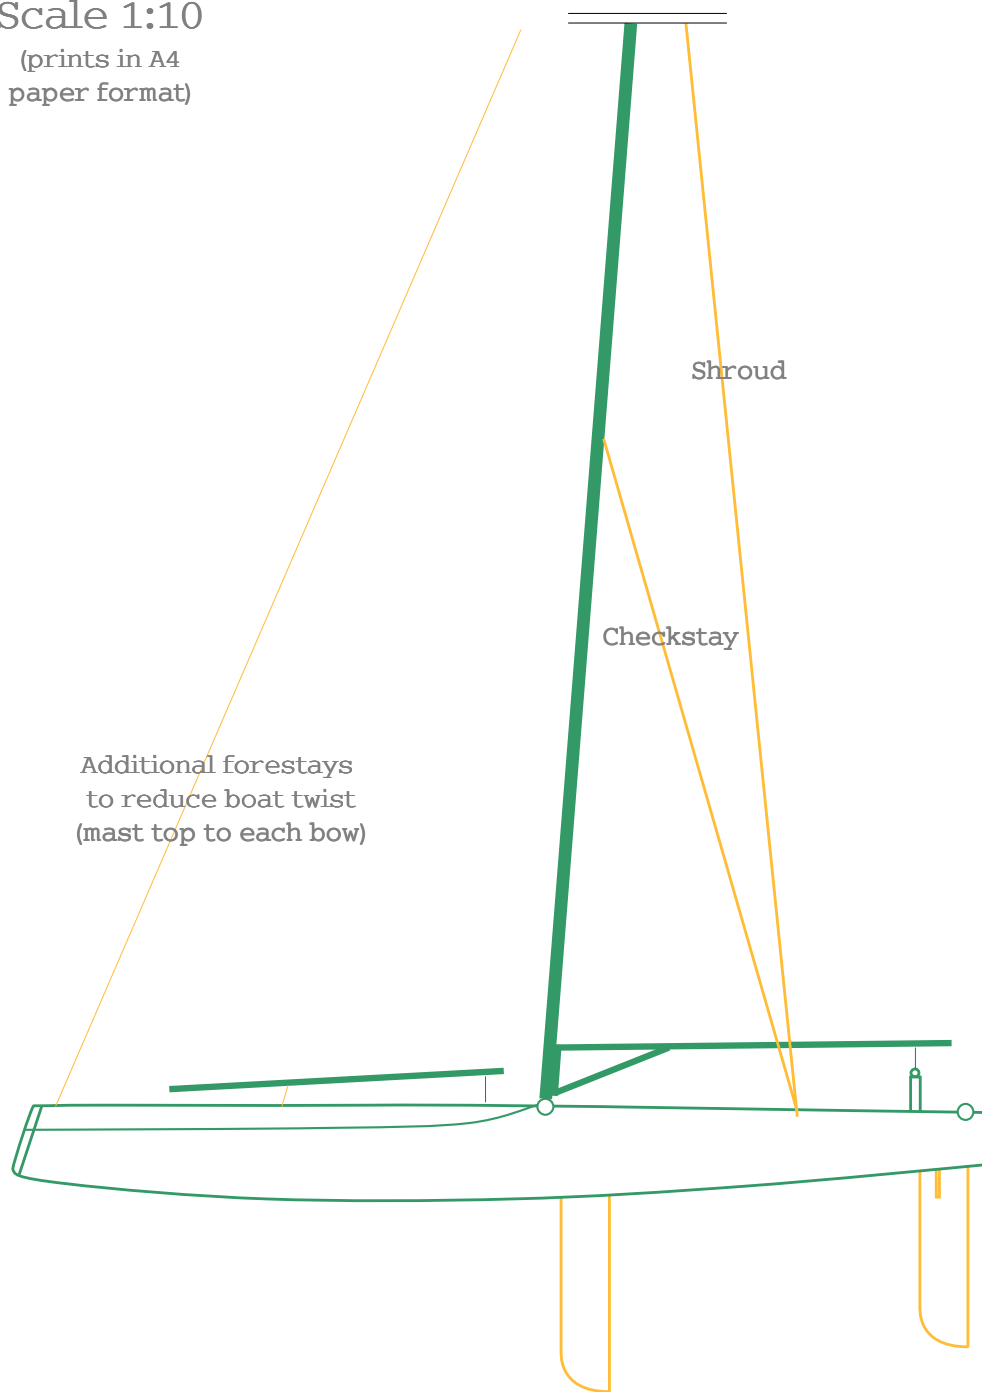 Scale 1:10
(prints in A4
paper format)
Shroud
Checkstay
Additional forestays
to reduce boat twist
(mast top to each bow)